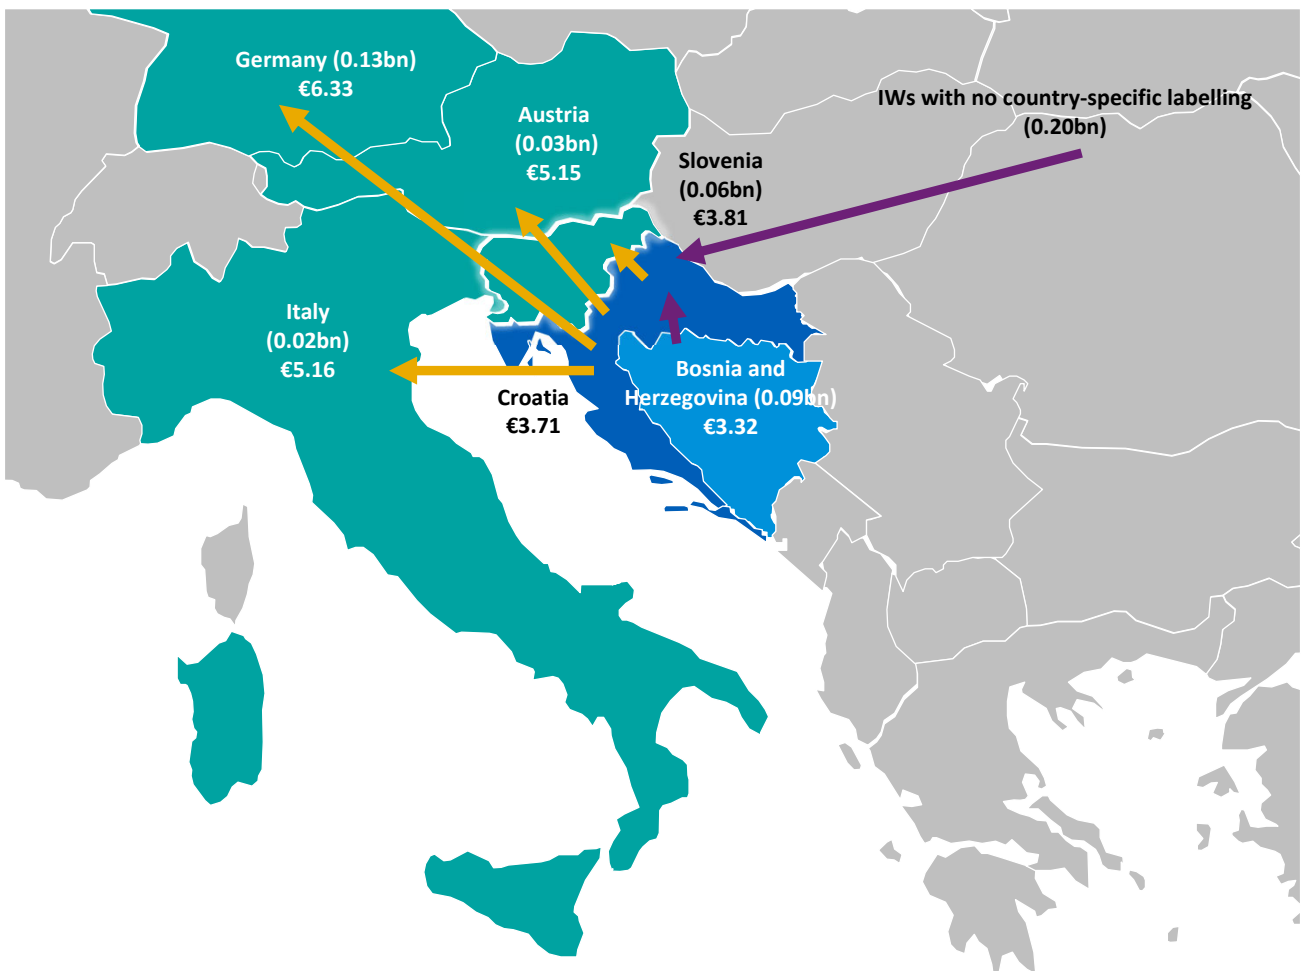 Germany (0.13bn)
€6.33
Austria
(0.03bn)
€5.15
IWs with no country-specific labelling
(0.20bn)
Slovenia
(0.06bn)
€3.81
Italy
(0.02bn)
€5.16
Croatia
€3.71
Bosnia and
Herzegovina (0.09bn)
€3.32